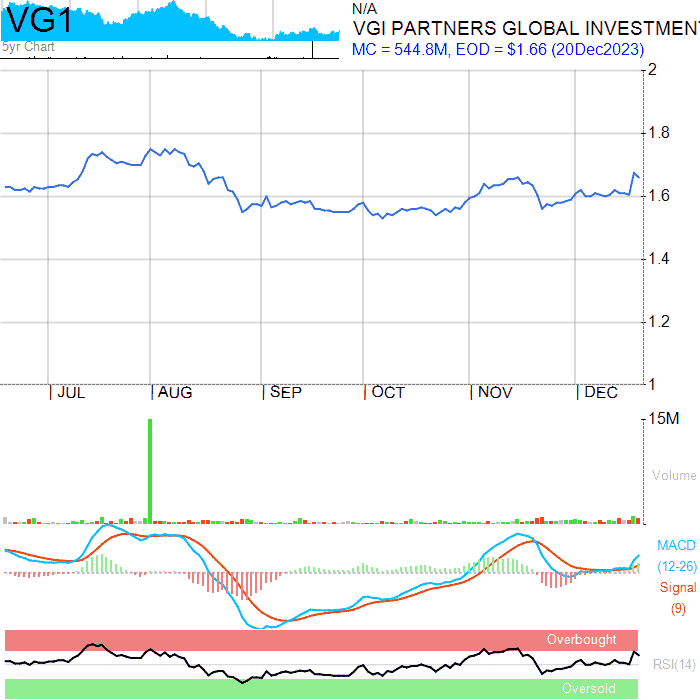 VG1
5yr Chart
N/A
VGI PARTNERS GLOBAL INVESTMEN
MC = 544.8M, EOD = $1.66 (20Dec2023)
2
1.8
1.6
1.4
1.2
1
JUL AUG SEP OCT NOV DEC
15M
Volume
MACD
(12-26)
Signal
(9)
Overbought
RSI(14)
Oversold